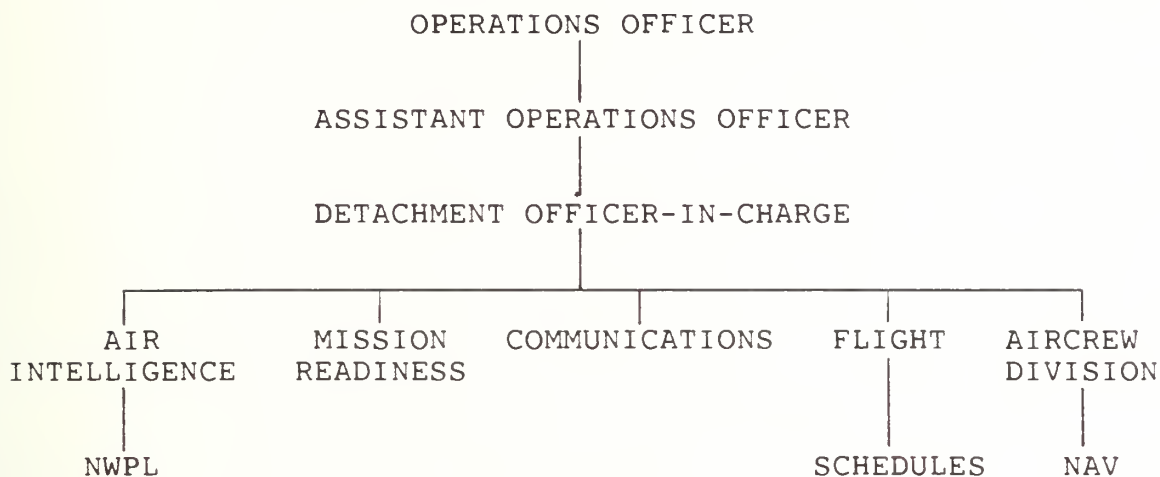 OPERATIONS OFFICER
ASSISTANT OPERATIONS OFFICER
DETACHMENT OFFICER-IN-CHARGE
AIR MISSION COMMUNICATIONS FLIGHT AIRCREW
INTELLIGENCE READINESS DIVISION
NWPL SCHEDULES NAV